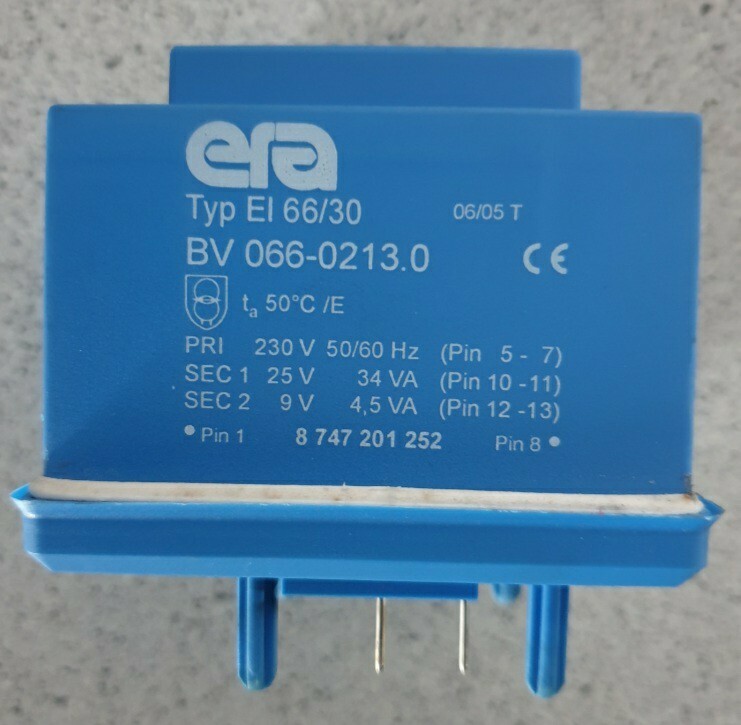 era
Typ EI 66/30 06/05 T
BV 066-0213.0 CE
ta 50°C /E
PRI 230 V 50/60 Hz (Pin 5 - 7)
SEC 1 25 V 34 VA (Pin 10 -11)
SEC 2 9 V 4,5 VA (Pin 12 -13)
• Pin 1 8 747 201 252 Pin 8 •